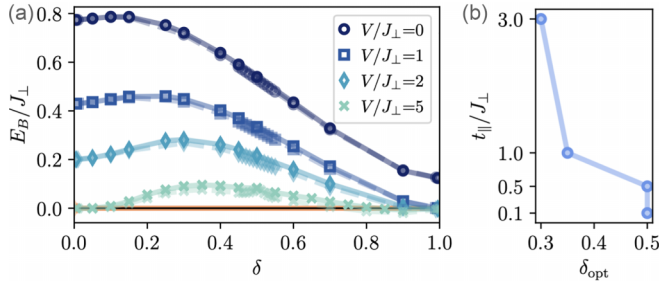 (a)
0.8
0.6
0.4
0.2
0.0
E_B/J_⊥
V/J_⊥=0
V/J_⊥=1
V/J_⊥=2
V/J_⊥=5
0.0 0.2 0.4 0.6 0.8 1.0
δ
(b)
3.0
1.0
0.5
0.1
t_∥/J_⊥
0.3 0.4 0.5
δ_opt